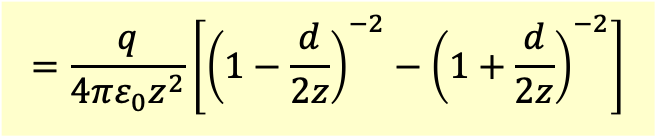 = q / 4πε₀z² [(1 − d/2z)⁻² − (1 + d/2z)⁻²]